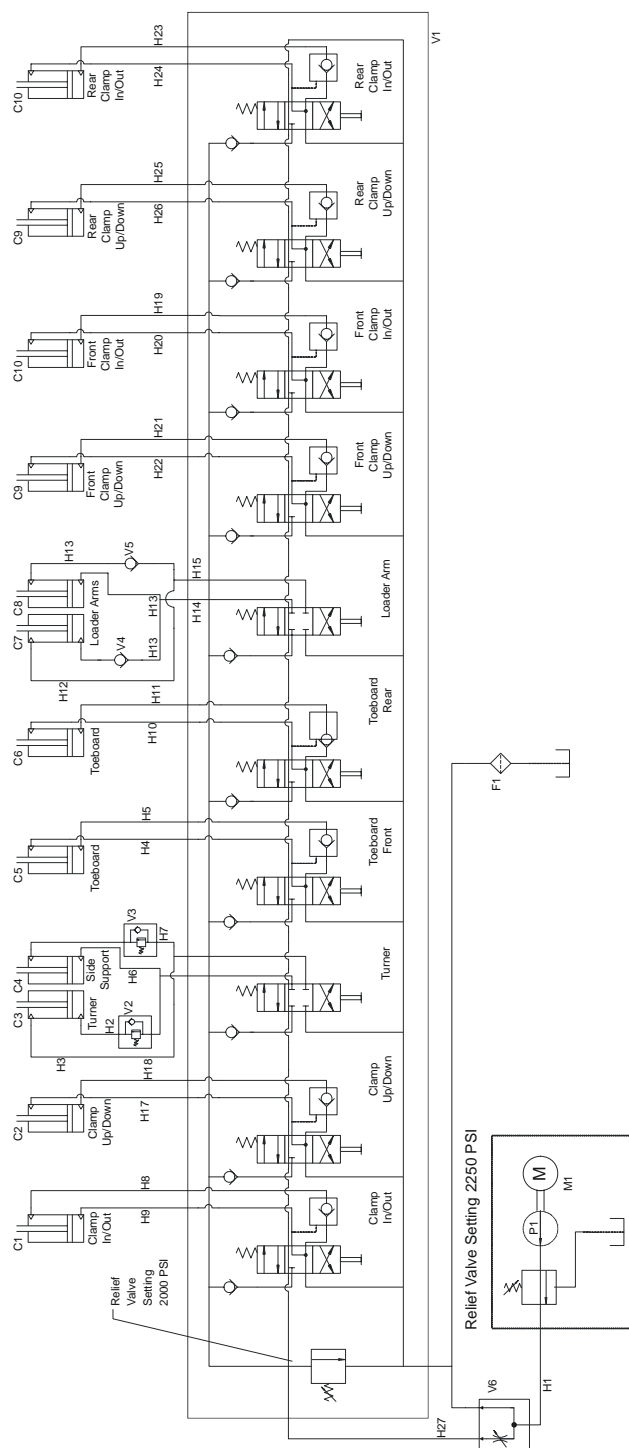 C10
Rear
Clamp
In/Out
H23
H24
Rear
Clamp
In/Out
V1
C9
Rear
Clamp
Up/Down
H25
H26
Rear
Clamp
Up/Down
C10
Front
Clamp
In/Out
H19
H20
Front
Clamp
In/Out
C9
Front
Clamp
Up/Down
H21
H22
Front
Clamp
Up/Down
C8
C7
Loader Arms
H13
V5
H13
V4
H13
H12
H11
H15
H14
Loader Arm
C6
Toeboard
H10
Toeboard
Rear
C5
Toeboard
H5
H4
Toeboard
Front
C4
C3
Side
Support
Turner
V3
H7
H6
V2
H2
H3
H18
Turner
C2
Clamp
Up/Down
H17
Clamp
Up/Down
C1
Clamp
In/Out
H8
H9
Clamp
In/Out
Relief
Valve
Setting
2000 PSI
F1
Relief Valve Setting 2250 PSI
M
M1
P1
V6
H1
H27